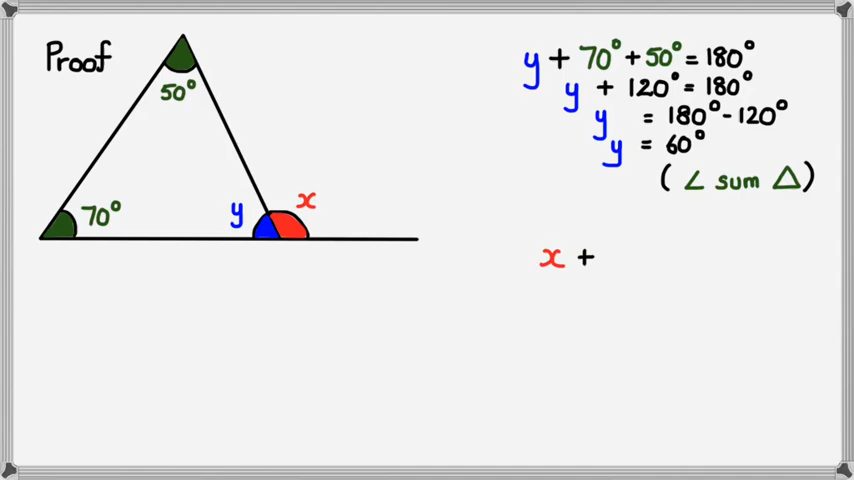 Proof
50°
70°
y
x
y + 70° + 50° = 180°
y + 120° = 180°
y = 180° - 120°
y = 60°
(∠ sum △)
x +